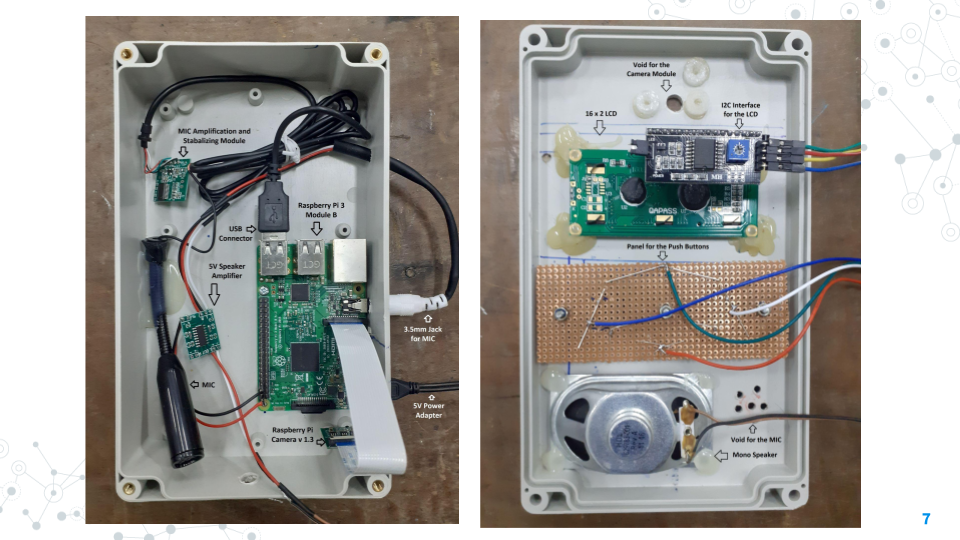 MIC Amplification and
Stabalizing Module
Raspberry Pi 3
Module B
USB
Connector
5V Speaker
Amplifier
3.5mm Jack
for MIC
MIC
5V Power
Adapter
Raspberry Pi
Camera v 1.3
Void for the
Camera Module
I2C Interface
for the LCD
16 x 2 LCD
MH
QAPASS
Panel for the Push Buttons
Void for the MIC
Mono Speaker
7